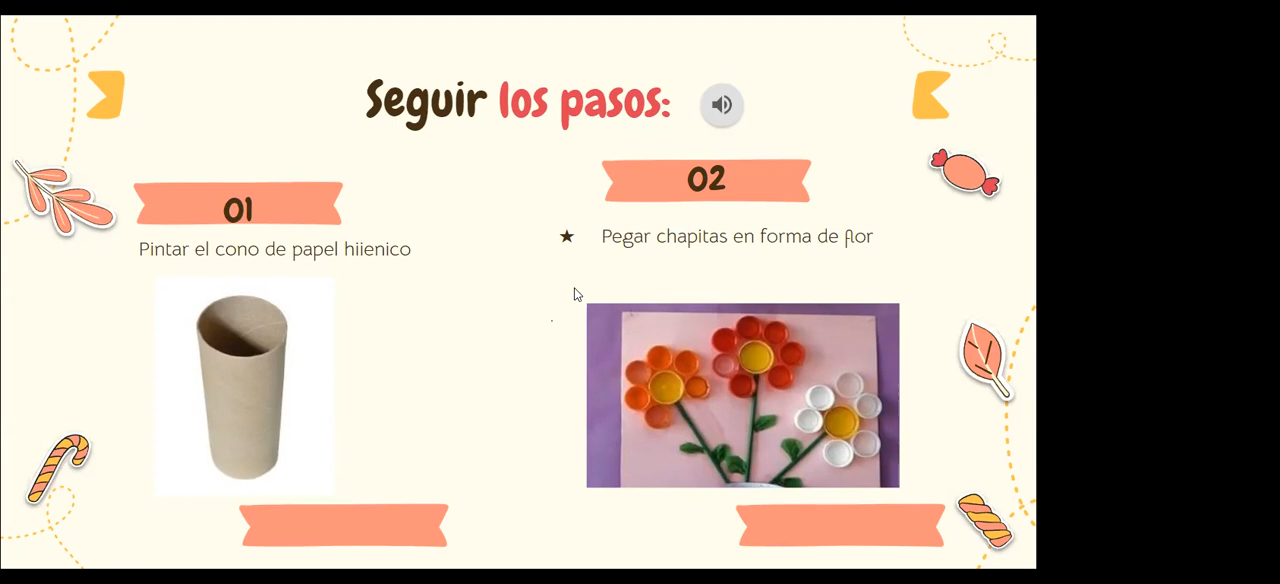 Seguir los pasos:
01
Pintar el cono de papel hiienico
02
★ Pegar chapitas en forma de flor